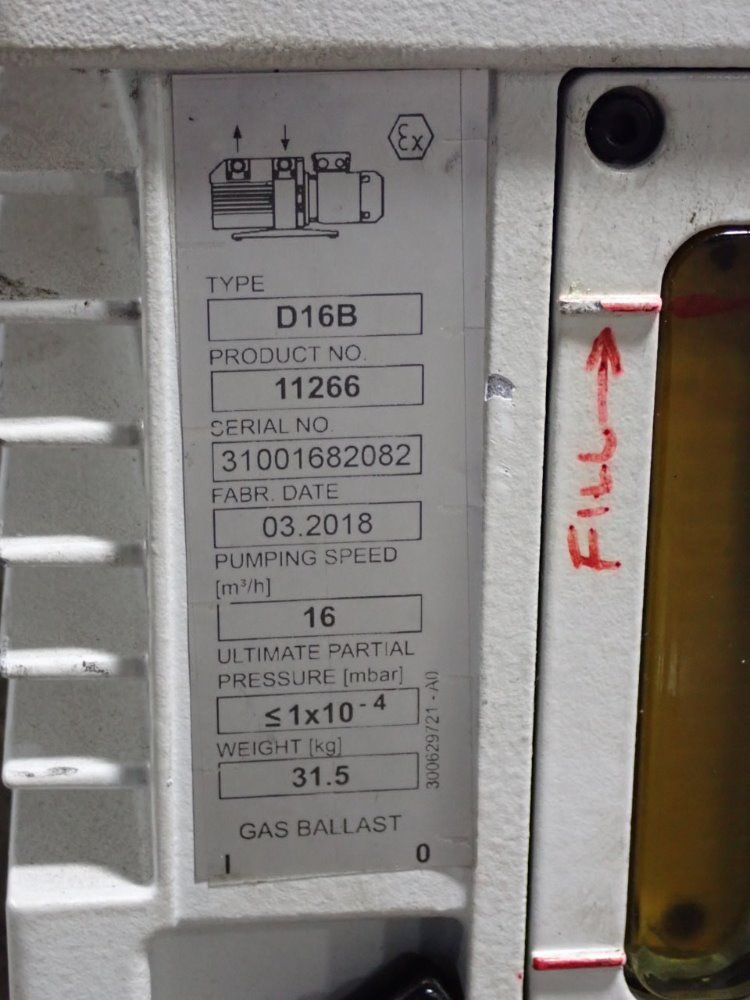 Ex
TYPE
D16B
PRODUCT NO.
11266
SERIAL NO.
31001682082
FABR. DATE
03.2018
PUMPING SPEED
[m³/h]
16
ULTIMATE PARTIAL
PRESSURE [mbar]
≤ 1x10⁻⁴
WEIGHT [kg]
31.5
300629721 - A0
GAS BALLAST
I 0
FILL